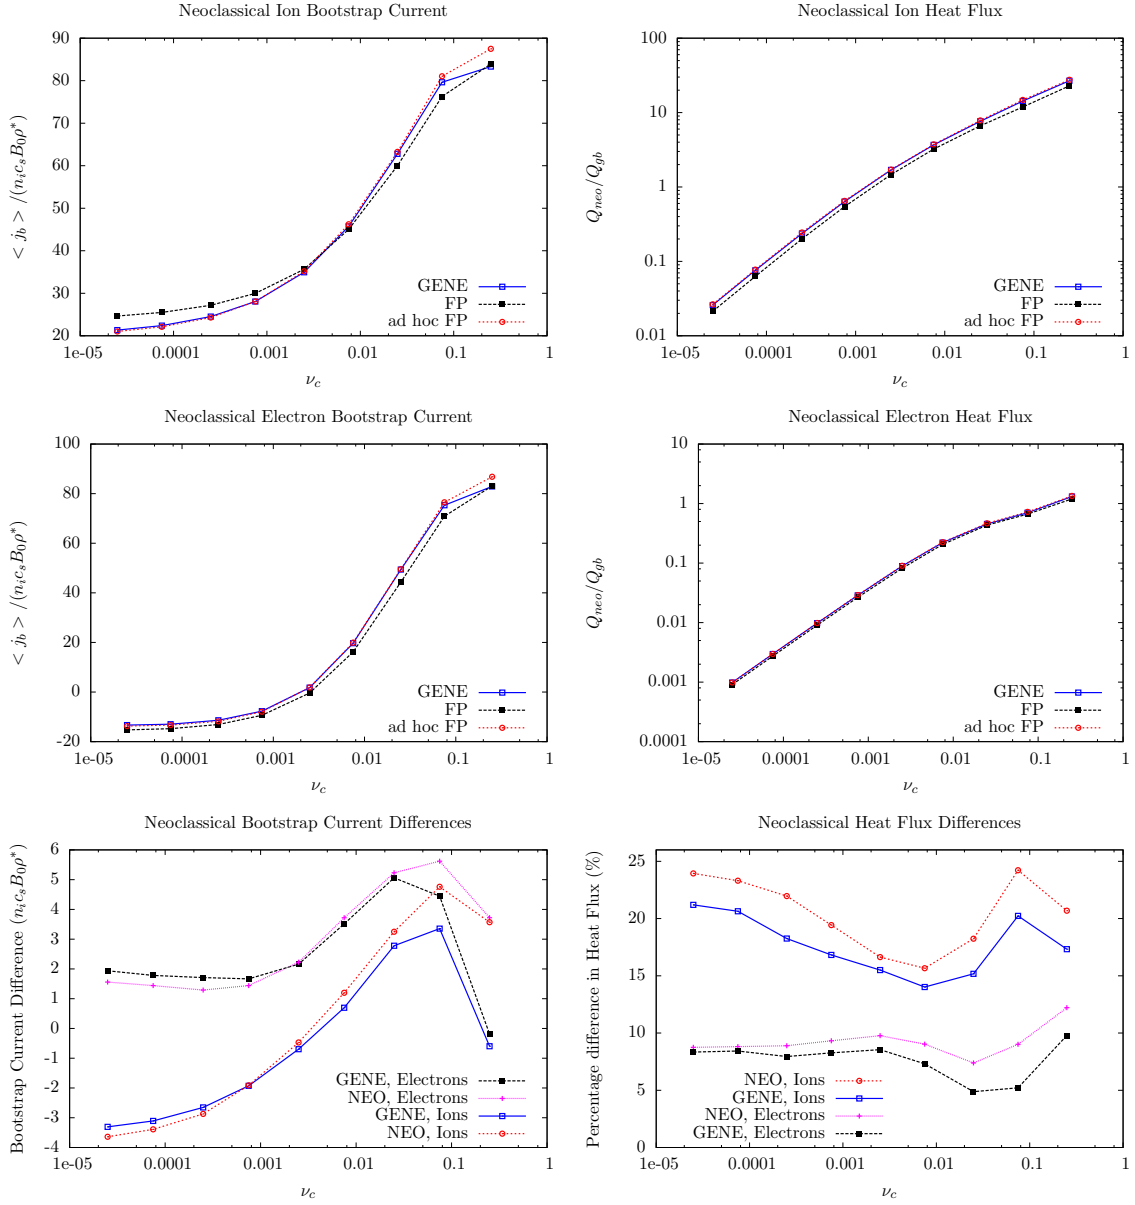 Neoclassical Ion Bootstrap Current
90
80
70
60
50
40
30
20
< j_b > /(n_i c_s B_0 ρ*)
1e-05 0.0001 0.001 0.01 0.1 1
ν_c
GENE
FP
ad hoc FP
Neoclassical Ion Heat Flux
100
10
1
0.1
0.01
Q_neo/Q_gb
1e-05 0.0001 0.001 0.01 0.1 1
ν_c
GENE
FP
ad hoc FP
Neoclassical Electron Bootstrap Current
100
80
60
40
20
0
-20
< j_b > /(n_i c_s B_0 ρ*)
1e-05 0.0001 0.001 0.01 0.1 1
ν_c
GENE
FP
ad hoc FP
Neoclassical Electron Heat Flux
10
1
0.1
0.01
0.001
0.0001
Q_neo/Q_gb
1e-05 0.0001 0.001 0.01 0.1 1
ν_c
GENE
FP
ad hoc FP
Neoclassical Bootstrap Current Differences
6
5
4
3
2
1
0
-1
-2
-3
-4
Bootstrap Current Difference (n_i c_s B_0 ρ*)
1e-05 0.0001 0.001 0.01 0.1 1
ν_c
GENE, Electrons
NEO, Electrons
GENE, Ions
NEO, Ions
Neoclassical Heat Flux Differences
25
20
15
10
5
0
Percentage difference in Heat Flux (%)
1e-05 0.0001 0.001 0.01 0.1 1
ν_c
NEO, Ions
GENE, Ions
NEO, Electrons
GENE, Electrons